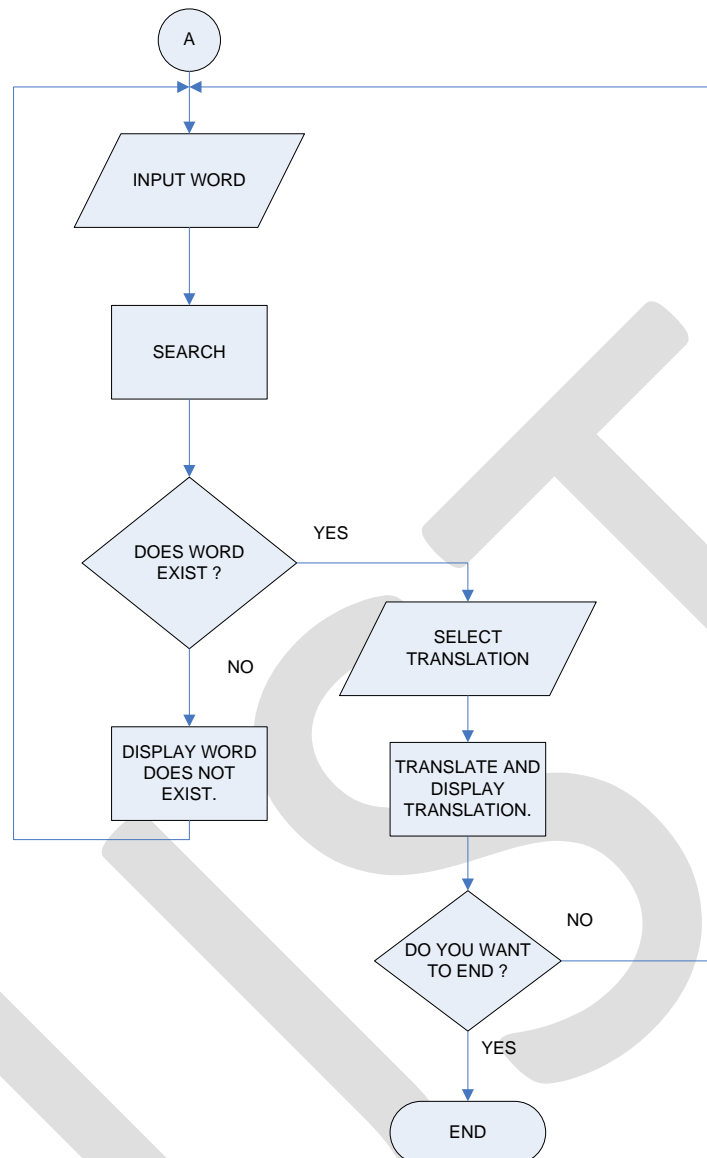 A
INPUT WORD
SEARCH
DOES WORD
EXIST ?
YES
NO
SELECT
TRANSLATION
DISPLAY WORD
DOES NOT
EXIST.
TRANSLATE AND
DISPLAY
TRANSLATION.
DO YOU WANT
TO END ?
NO
YES
END